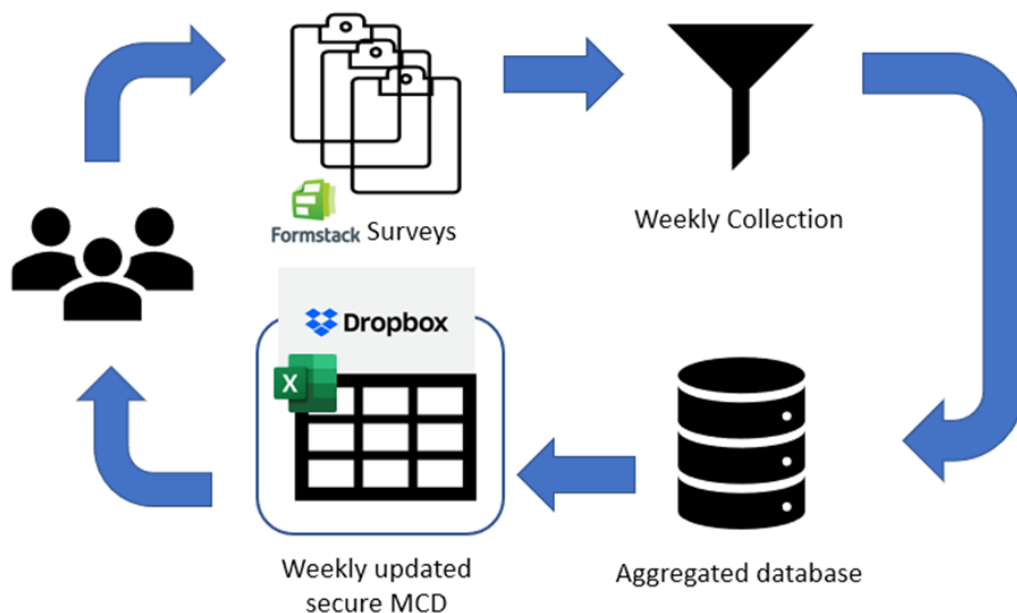 Formstack Surveys
Weekly Collection
Dropbox
X
Weekly updated
secure MCD
Aggregated database